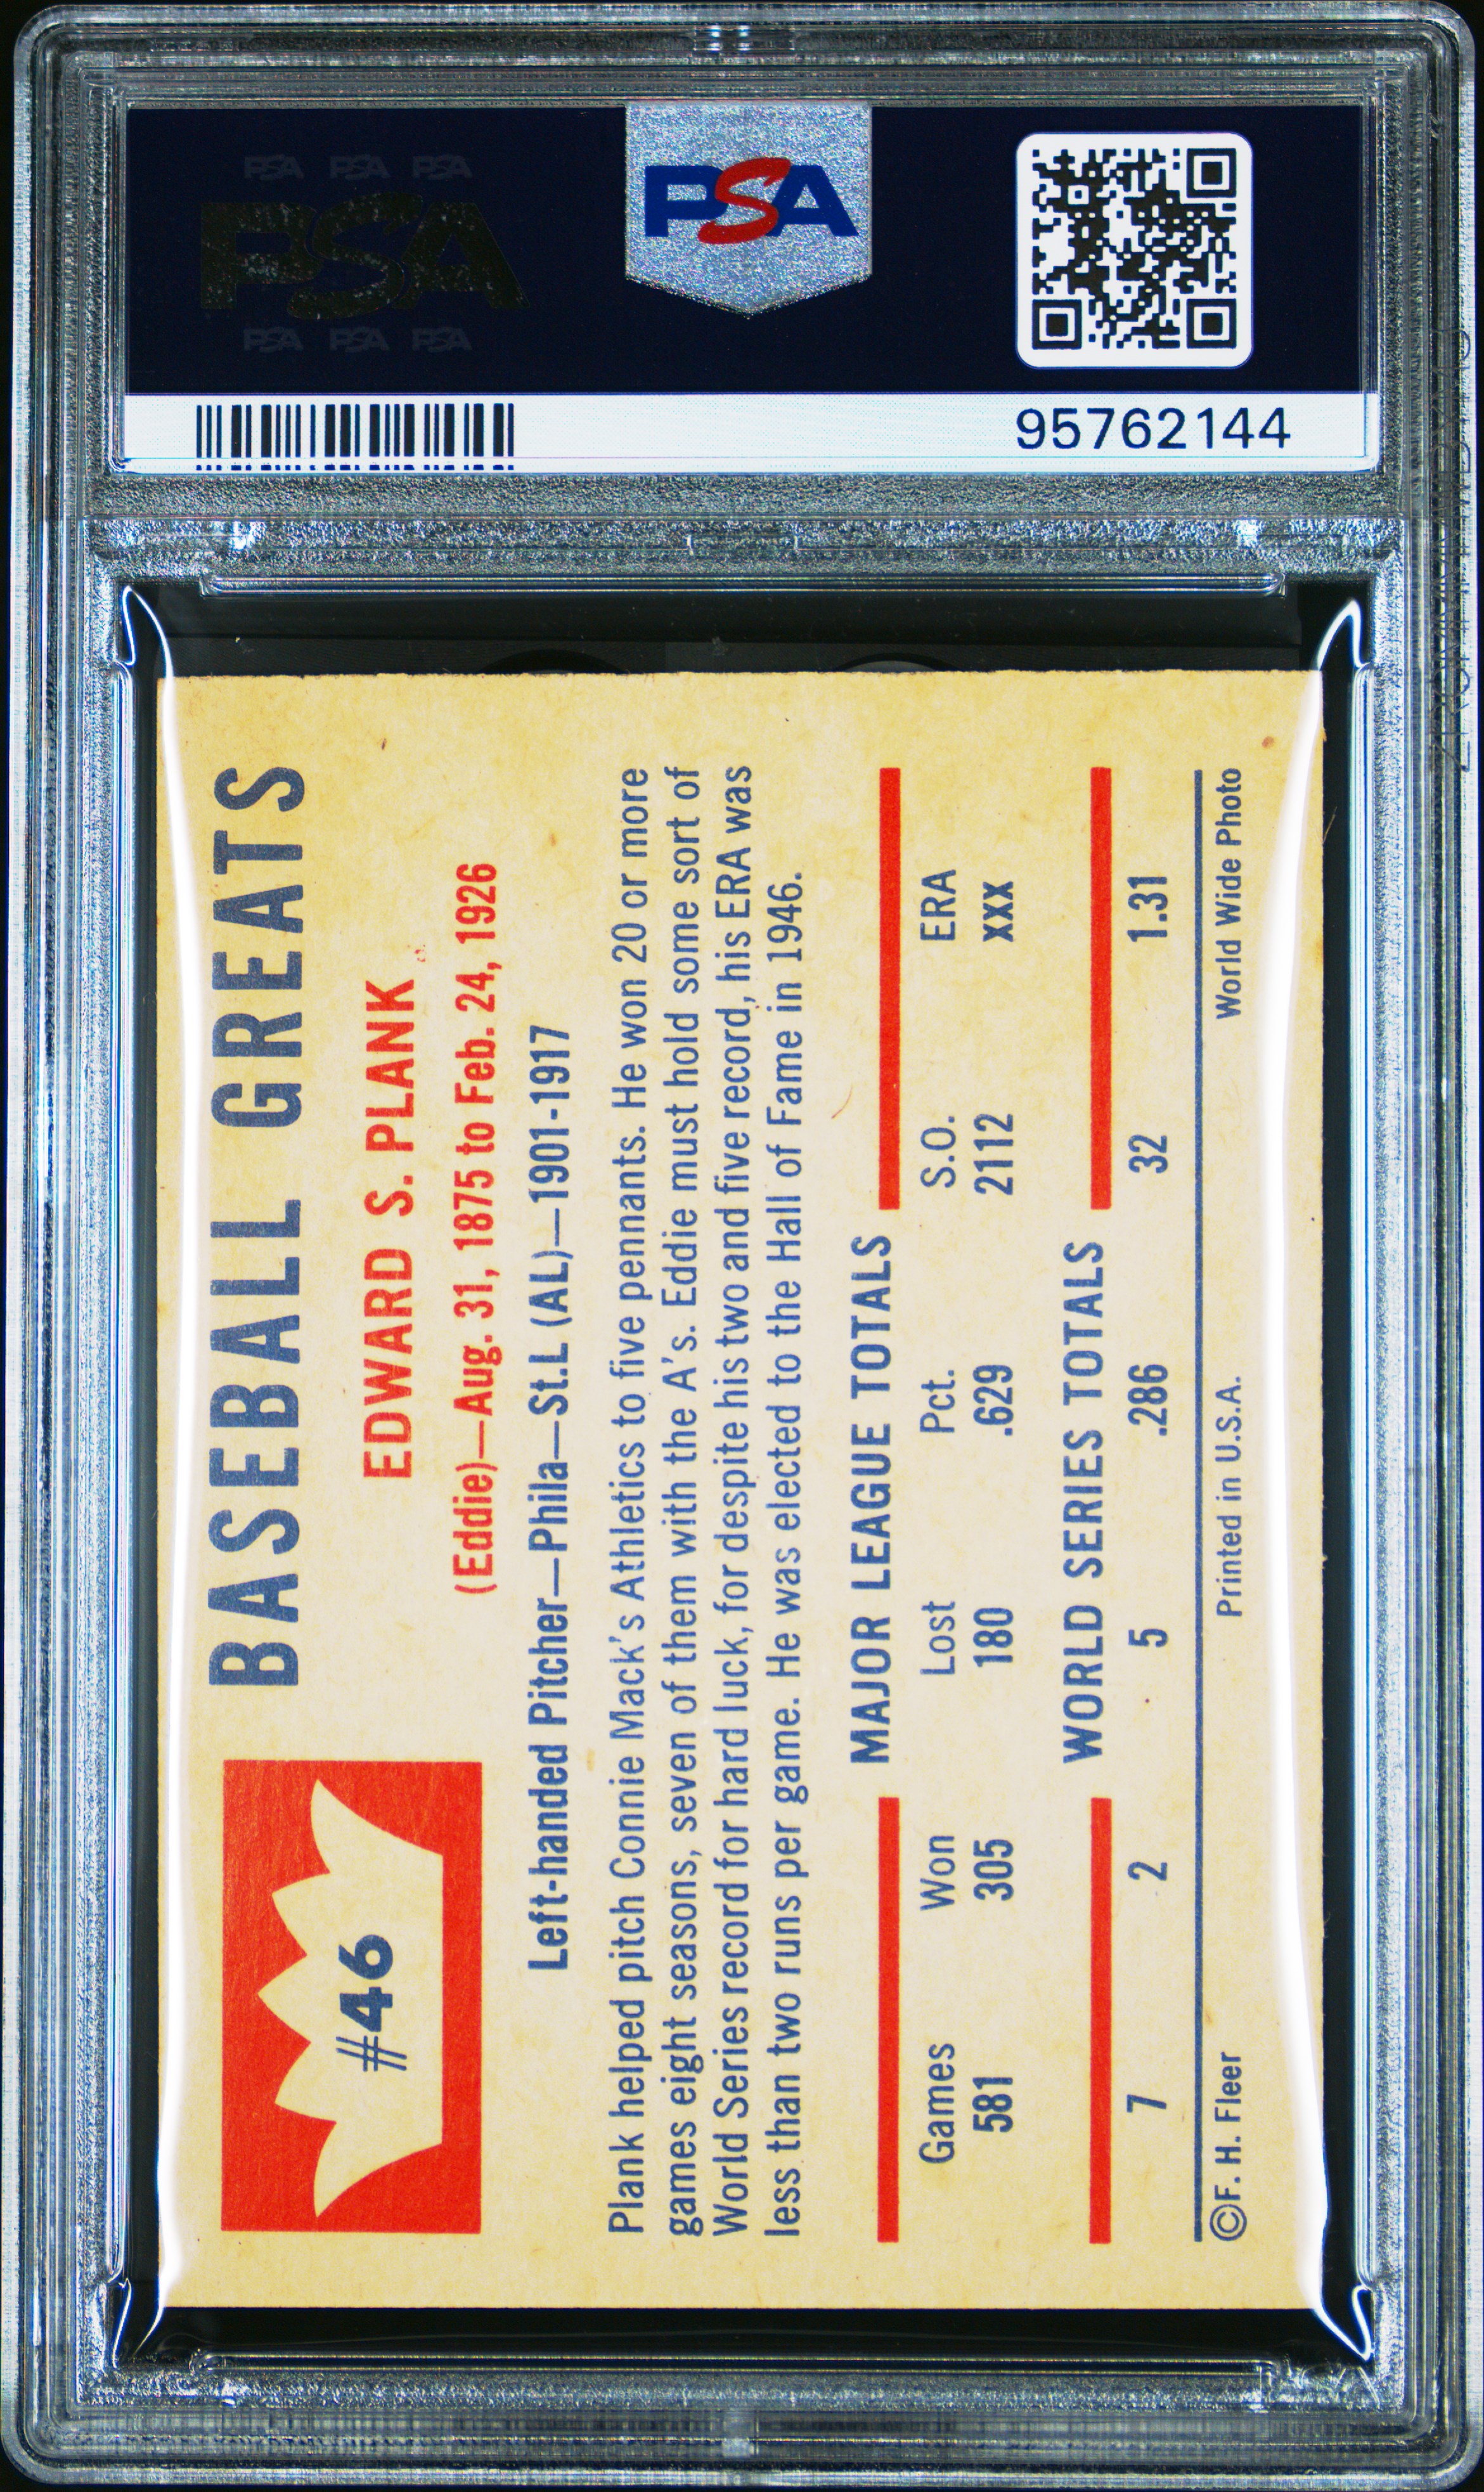 PSA PSA PSA
PSA
PSA PSA PSA
PSA
95762144
#46
BASEBALL GREATS
EDWARD S. PLANK
(Eddie)—Aug. 31, 1875 to Feb. 24, 1926
Left-handed Pitcher—Phila—St.L (AL)—1901-1917
Plank helped pitch Connie Mack's Athletics to five pennants. He won 20 or more
games eight seasons, seven of them with the A's. Eddie must hold some sort of
World Series record for hard luck, for despite his two and five record, his ERA was
less than two runs per game. He was elected to the Hall of Fame in 1946.
MAJOR LEAGUE TOTALS
Games Won Lost Pct. S.O. ERA
581 305 180 .629 2112 XXX
WORLD SERIES TOTALS
7 2 5 .286 32 1.31
©F. H. Fleer Printed in U.S.A. World Wide Photo